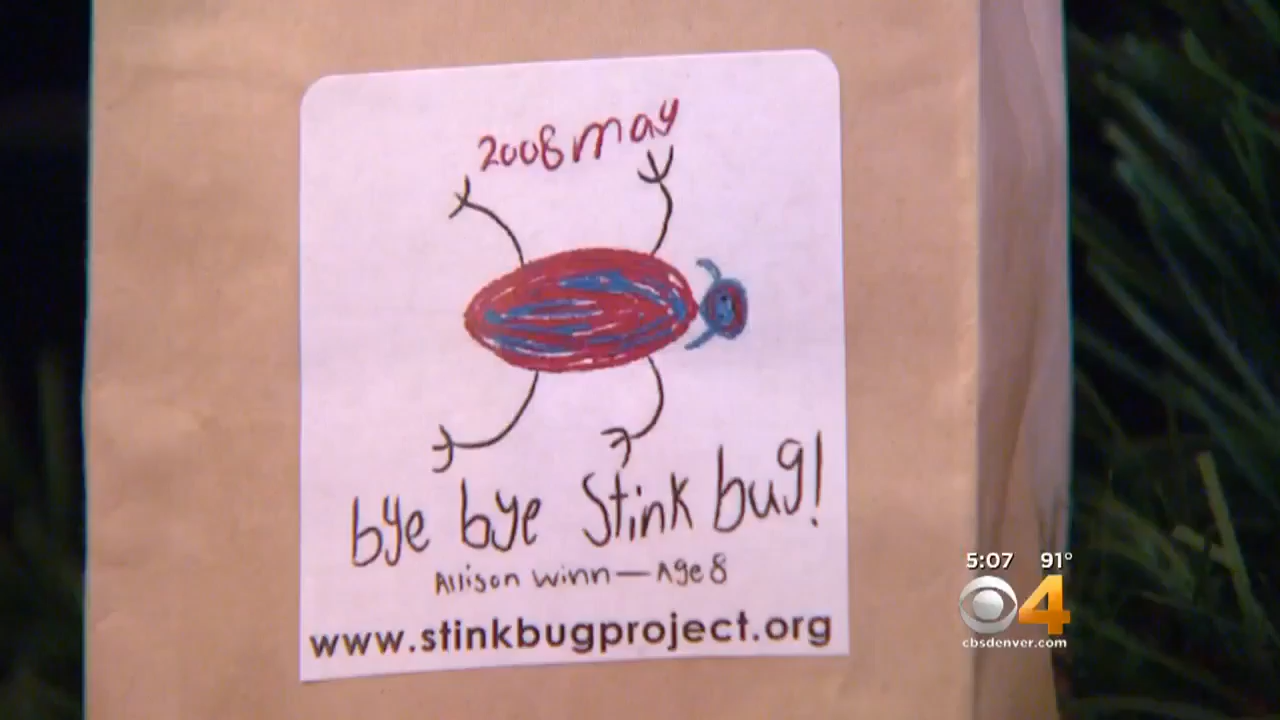 2008 may
bye bye Stink bug!
Allison Winn — Age 8
www.stinkbugproject.org
5:07 91°
4
cbsdenver.com